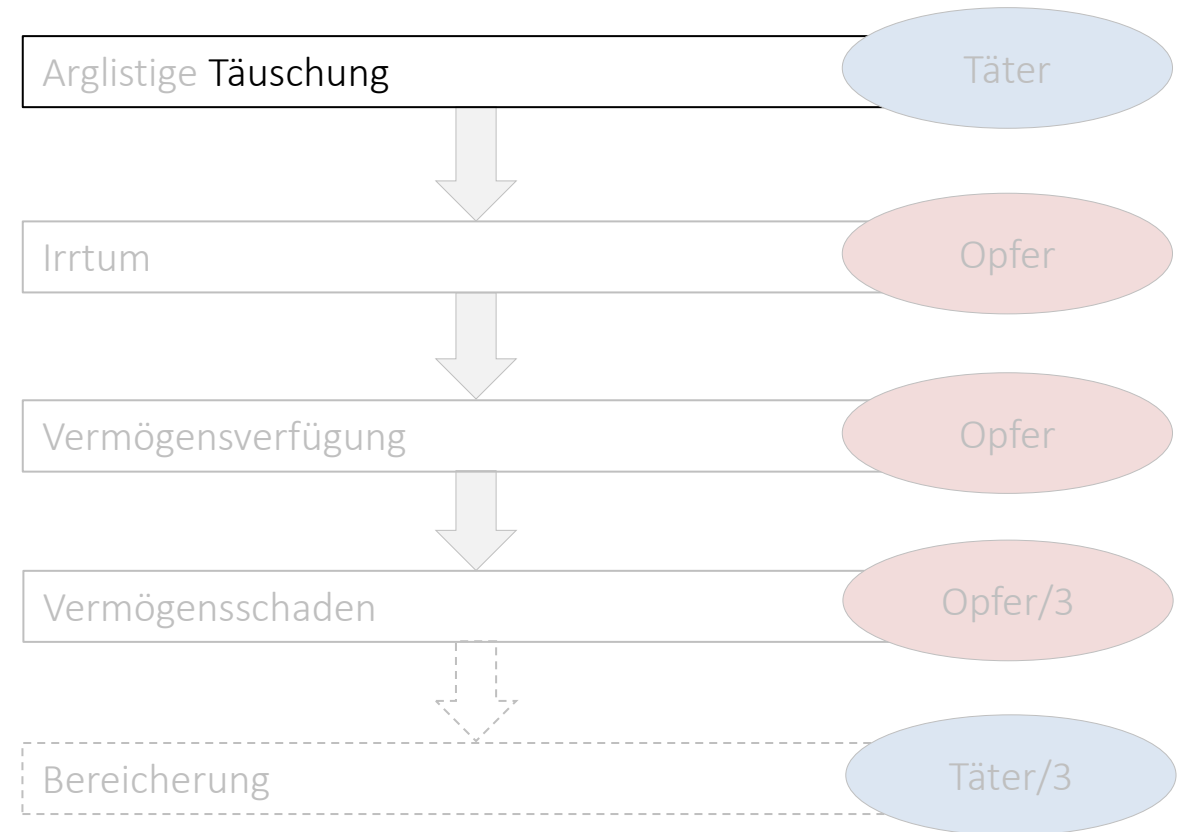 Arglistige Täuschung Täter
Irrtum Opfer
Vermögensverfügung Opfer
Vermögensschaden Opfer/3
Bereicherung Täter/3